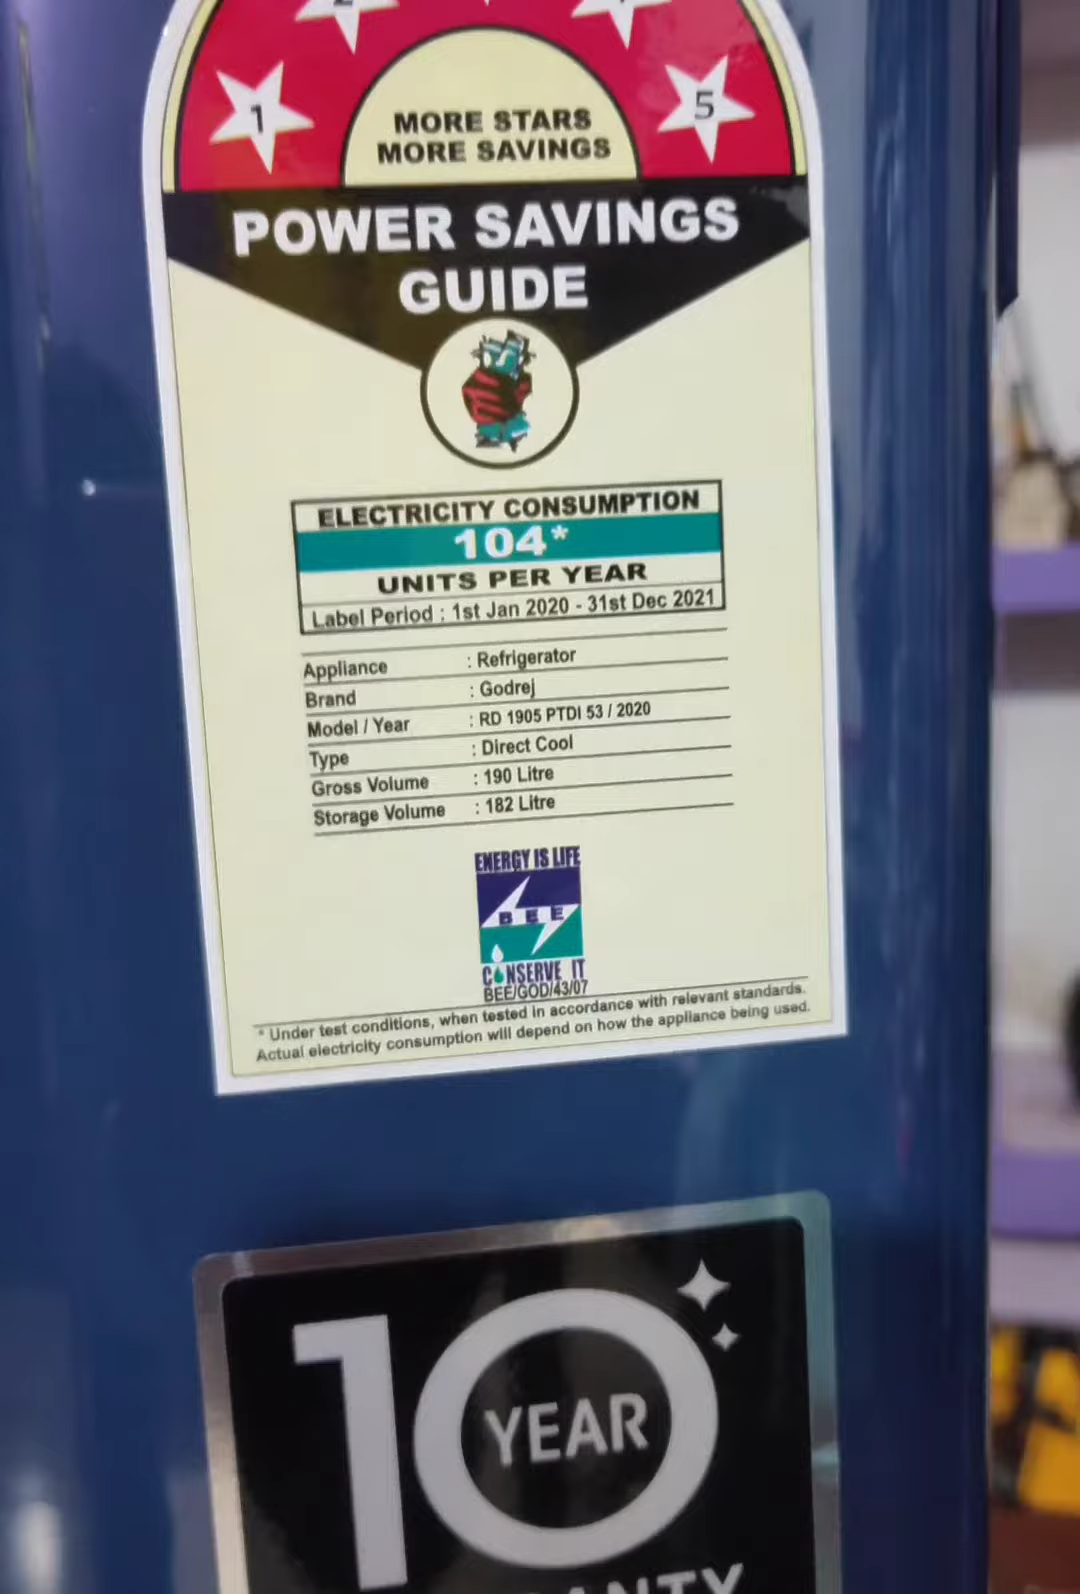 1
5
MORE STARS
MORE SAVINGS
POWER SAVINGS
GUIDE
ELECTRICITY CONSUMPTION
104*
UNITS PER YEAR
Label Period : 1st Jan 2020 - 31st Dec 2021
Appliance : Refrigerator
Brand : Godrej
Model / Year : RD 1905 PTDI 53 / 2020
Type : Direct Cool
Gross Volume : 190 Litre
Storage Volume : 182 Litre
ENERGY IS LIFE
BEE
CONSERVE IT
BEE/GOD/43/07
* Under test conditions, when tested in accordance with relevant standards.
Actual electricity consumption will depend on how the appliance being used.
10
YEAR